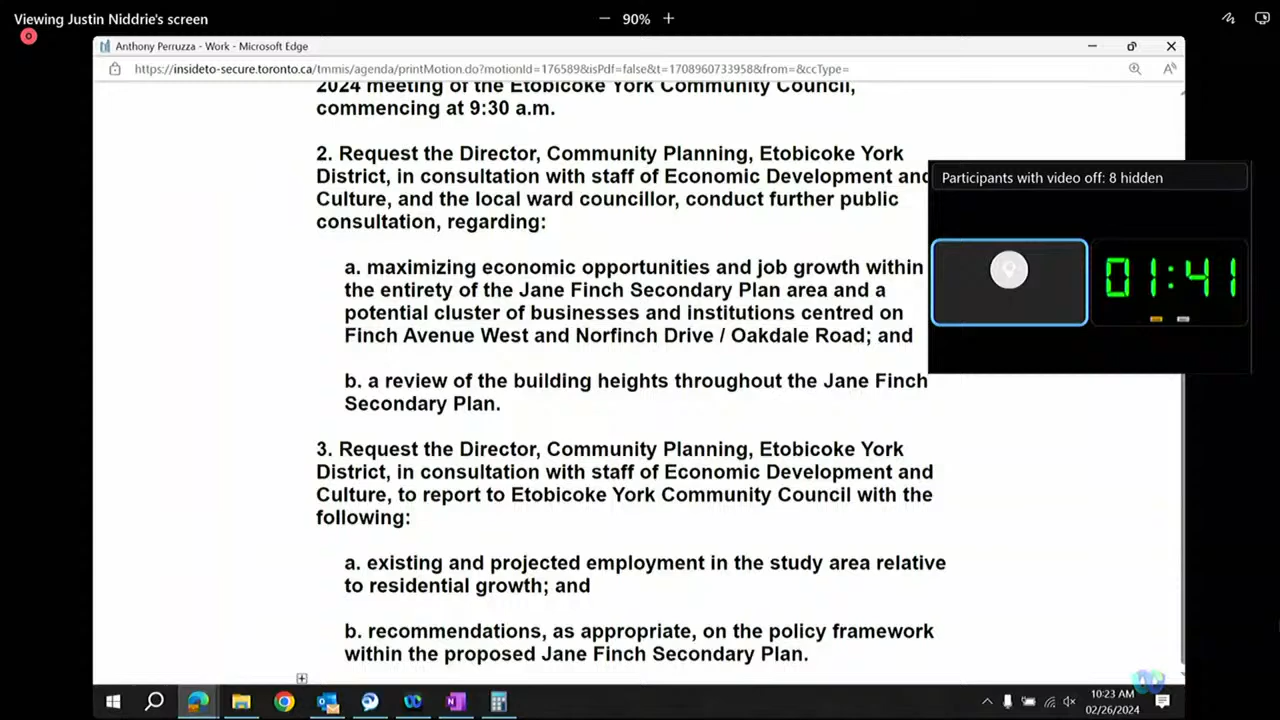 Viewing Justin Niddrie's screen
90%
Anthony Perruzza - Work - Microsoft Edge
https://insideto-secure.toronto.ca/tmmis/agenda/printMotion.do?motionId=176589&isPdf=false&t=1708960733958&from=&ccType=
2024 meeting of the Etobicoke York Community Council,
commencing at 9:30 a.m.
2. Request the Director, Community Planning, Etobicoke York
District, in consultation with staff of Economic Development and
Culture, and the local ward councillor, conduct further public
consultation, regarding:
a. maximizing economic opportunities and job growth within
the entirety of the Jane Finch Secondary Plan area and a
potential cluster of businesses and institutions centred on
Finch Avenue West and Norfinch Drive / Oakdale Road; and
b. a review of the building heights throughout the Jane Finch
Secondary Plan.
3. Request the Director, Community Planning, Etobicoke York
District, in consultation with staff of Economic Development and
Culture, to report to Etobicoke York Community Council with the
following:
a. existing and projected employment in the study area relative
to residential growth; and
b. recommendations, as appropriate, on the policy framework
within the proposed Jane Finch Secondary Plan.
Participants with video off: 8 hidden
01:41
10:23 AM
02/26/2024